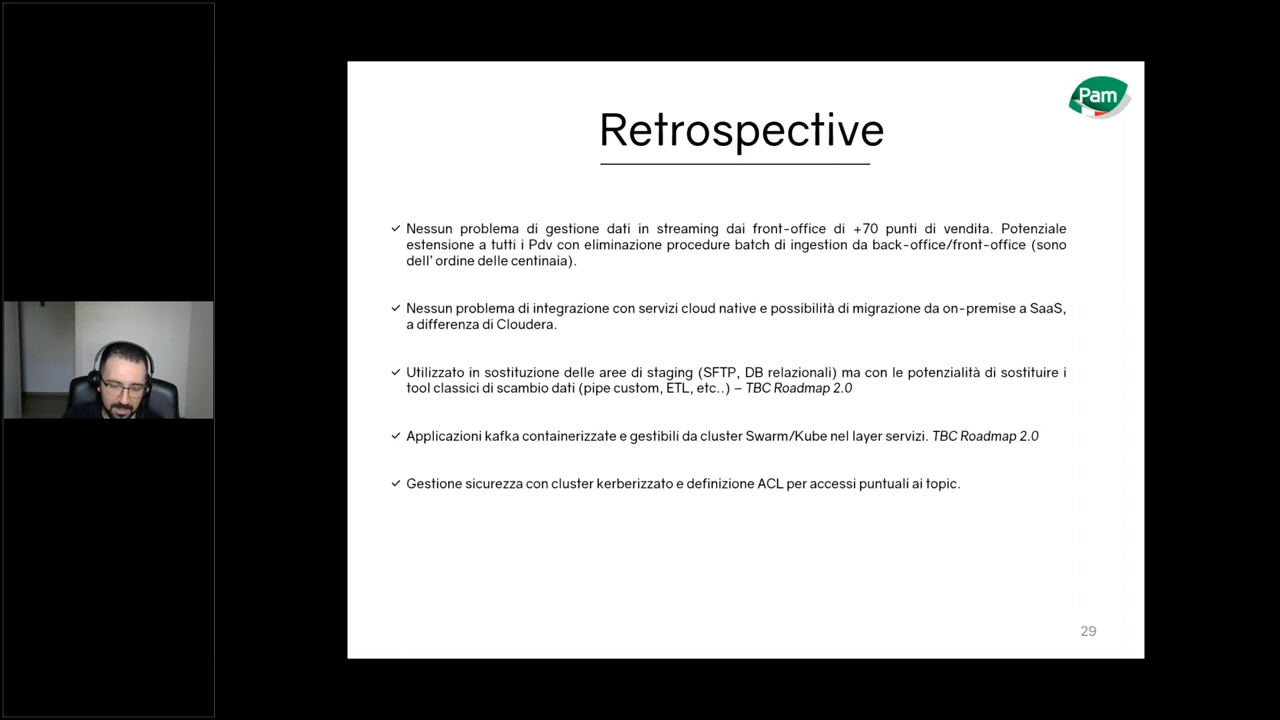 Pam
Retrospective
✓ Nessun problema di gestione dati in streaming dai front-office di +70 punti di vendita. Potenziale
estensione a tutti i Pdv con eliminazione procedure batch di ingestion da back-office/front-office (sono
dell' ordine delle centinaia).
✓ Nessun problema di integrazione con servizi cloud native e possibilità di migrazione da on-premise a SaaS,
a differenza di Cloudera.
✓ Utilizzato in sostituzione delle aree di staging (SFTP, DB relazionali) ma con le potenzialità di sostituire i
tool classici di scambio dati (pipe custom, ETL, etc..) – TBC Roadmap 2.0
✓ Applicazioni kafka containerizzate e gestibili da cluster Swarm/Kube nel layer servizi. TBC Roadmap 2.0
✓ Gestione sicurezza con cluster kerberizzato e definizione ACL per accessi puntuali ai topic.
29